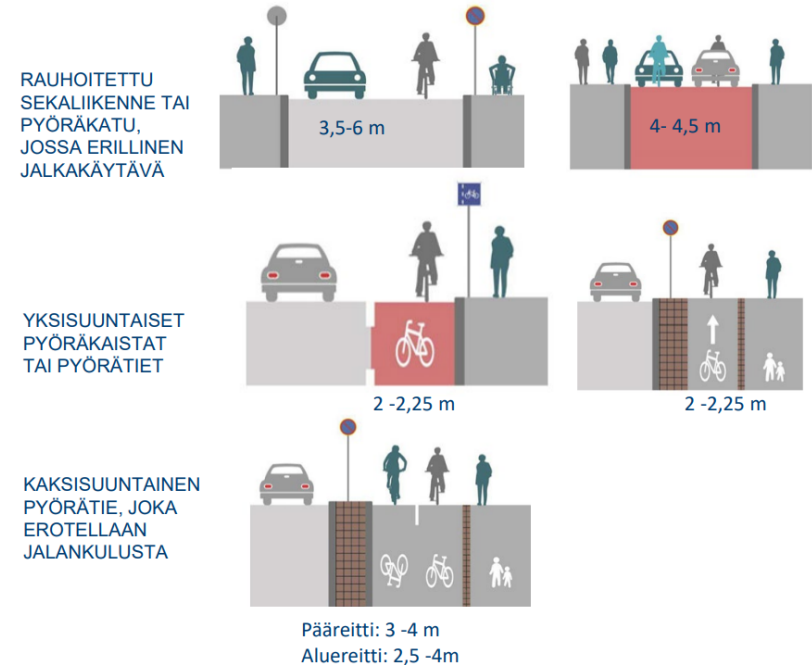 RAUHOITETTU
SEKALIIKENNE TAI
PYÖRÄKATU,
JOSSA ERILLINEN
JALKAKÄYTÄVÄ
3,5-6 m
4- 4,5 m
YKSISUUNTAISET
PYÖRÄKAISTAT
TAI PYÖRÄTIET
2 -2,25 m
2 -2,25 m
KAKSISUUNTAINEN
PYÖRÄTIE, JOKA
EROTELLAAN
JALANKULUSTA
Pääreitti: 3 -4 m
Aluereitti: 2,5 -4m